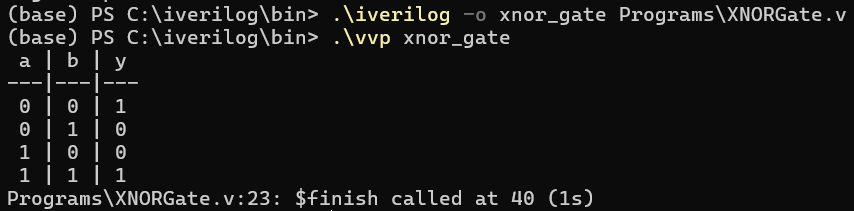 (base) PS C:\iverilog\bin> .\iverilog -o xnor_gate Programs\XNORGate.v
(base) PS C:\iverilog\bin> .\vvp xnor_gate
 a | b | y
---|---|---
 0 | 0 | 1
 0 | 1 | 0
 1 | 0 | 0
 1 | 1 | 1
Programs\XNORGate.v:23: $finish called at 40 (1s)